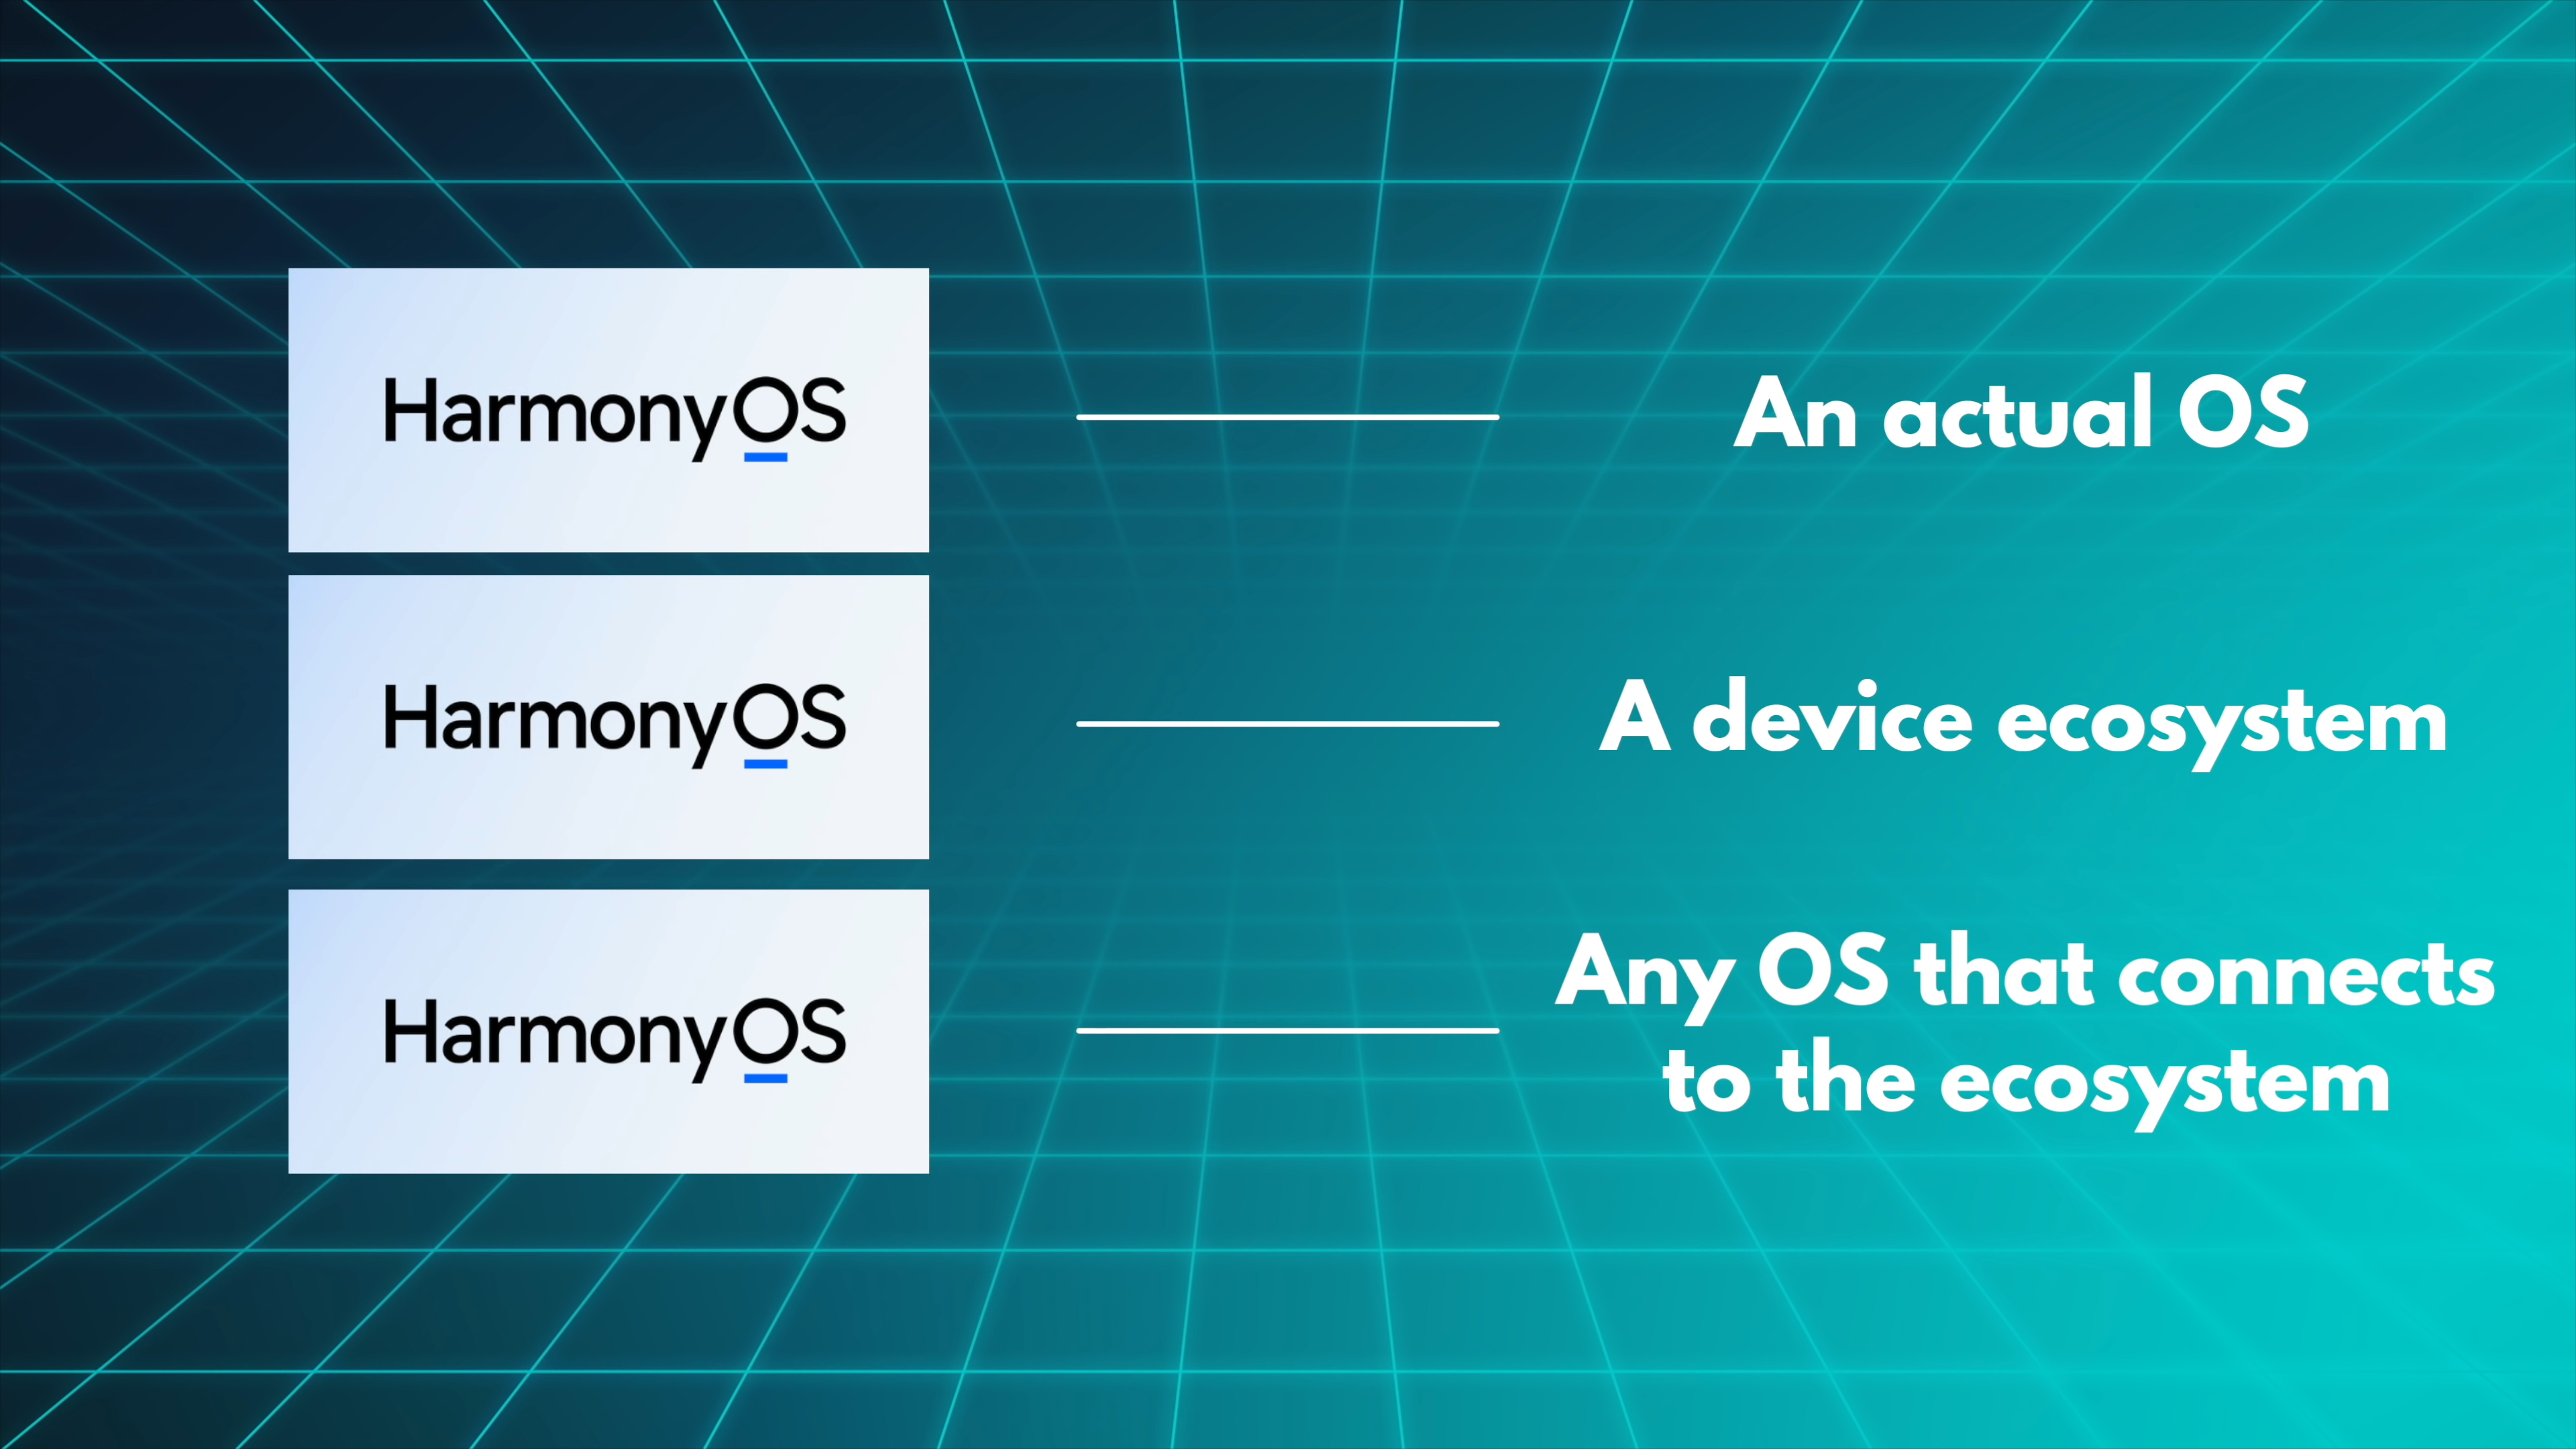 HarmonyOS
An actual OS
HarmonyOS
A device ecosystem
HarmonyOS
Any OS that connects
to the ecosystem